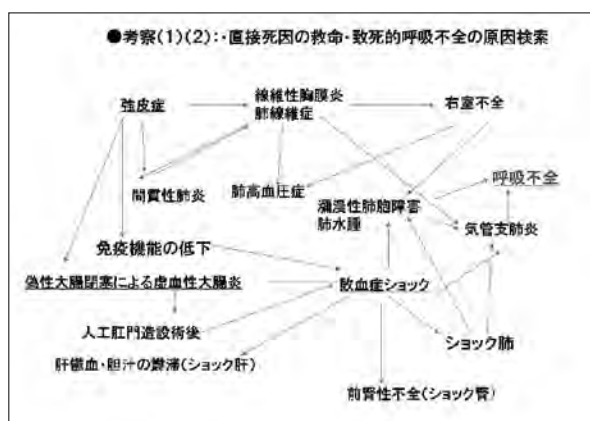 ●考察(1)(2):・直接死因の救命・致死的呼吸不全の原因検索
強皮症
線維性胸膜炎
肺線維症
右室不全
間質性肺炎
肺高血圧症
呼吸不全
瀰漫性肺胞障害
肺水腫
気管支肺炎
免疫機能の低下
偽性大腸閉塞による虚血性大腸炎
敗血症ショック
人工肛門造設術後
ショック肺
肝鬱血・胆汁の鬱滞(ショック肝)
前腎性不全(ショック腎)